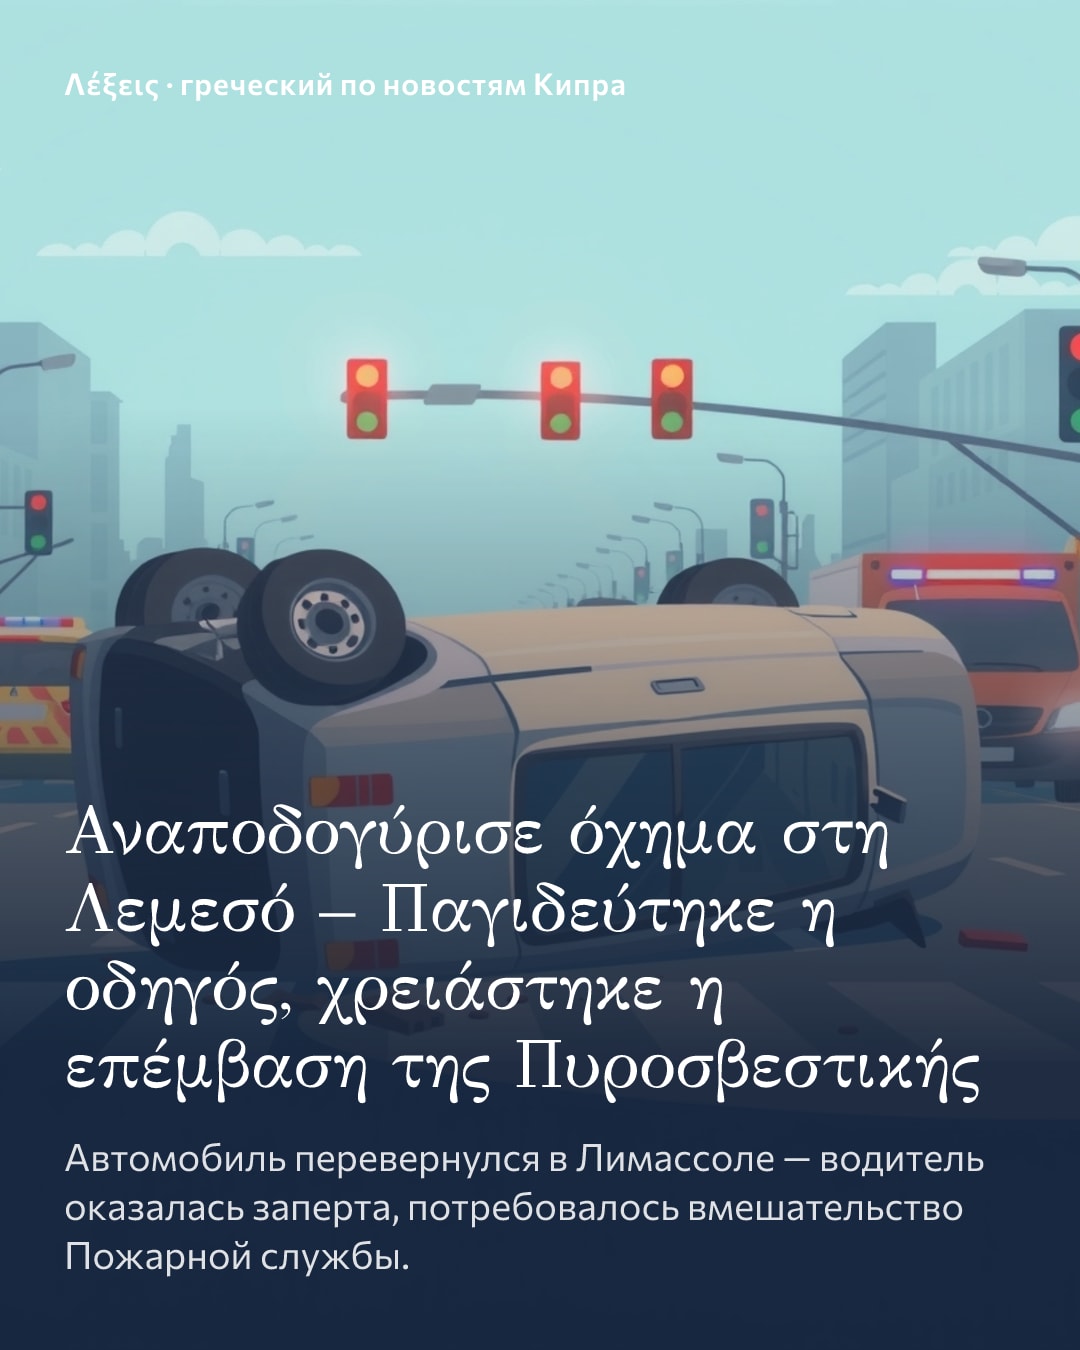 Λέξεις · греческий по новостям Кипра
Αναποδογύρισε όχημα στη
Λεμεσό – Παγιδεύτηκε η
οδηγός, χρειάστηκε η
επέμβαση της Πυροσβεστικής
Автомобиль перевернулся в Лимассоле — водитель
оказалась заперта, потребовалось вмешательство
Пожарной службы.